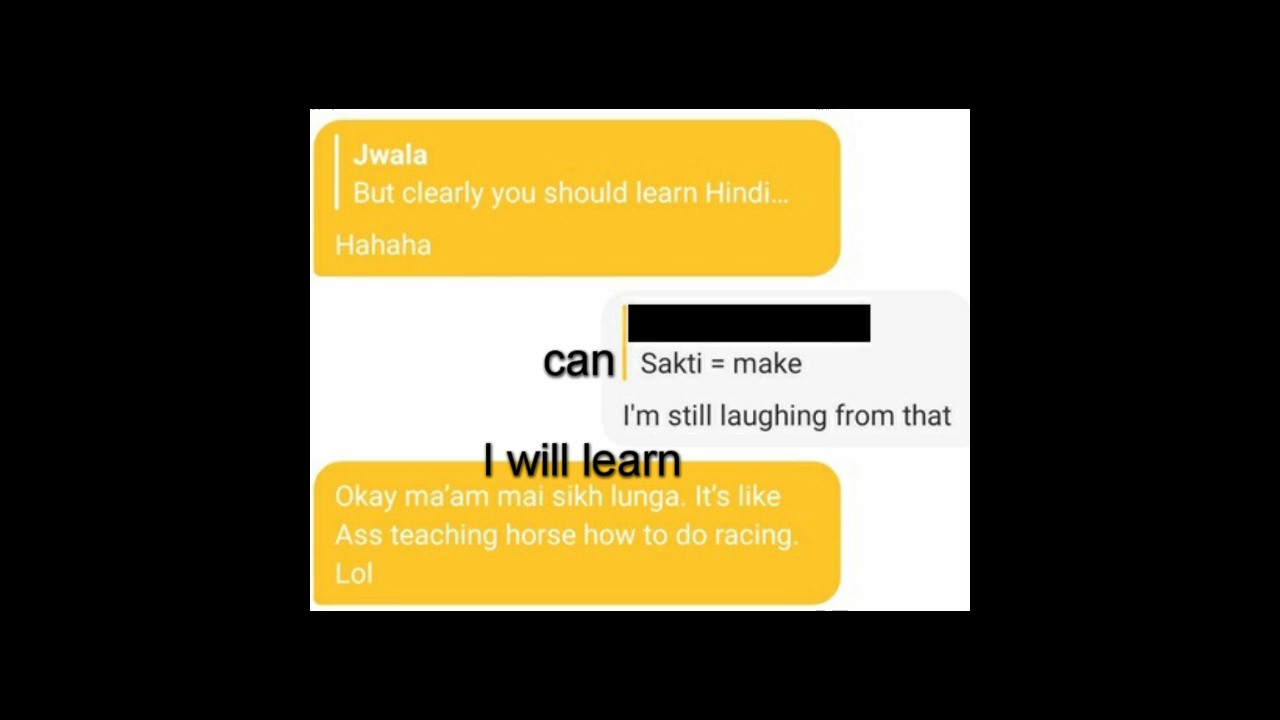 Jwala
But clearly you should learn Hindi...
Hahaha
can
Sakti = make
I'm still laughing from that
I will learn
Okay ma’am mai sikh lunga. It’s like
Ass teaching horse how to do racing.
Lol